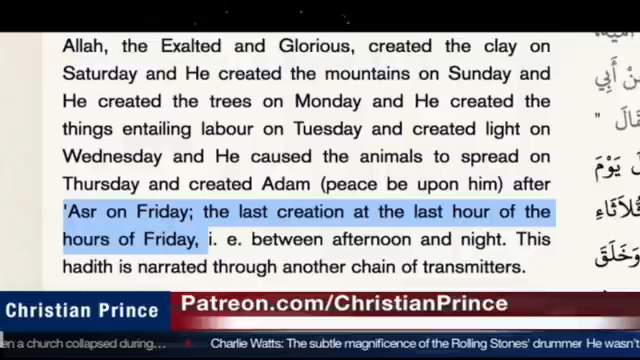 Allah, the Exalted and Glorious, created the clay on
Saturday and He created the mountains on Sunday and
He created the trees on Monday and He created the
things entailing labour on Tuesday and created light on
Wednesday and He caused the animals to spread on
Thursday and created Adam (peace be upon him) after
'Asr on Friday; the last creation at the last hour of the
hours of Friday, i. e. between afternoon and night. This
hadith is narrated through another chain of transmitters.
مِنْ أَبِي
قَالَ "
يَوْمَ
وَخَلَقَ
Christian Prince
Patreon.com/ChristianPrince
en a church collapsed during... Charlie Watts: The subtle magnificence of the Rolling Stones' drummer He wasn't